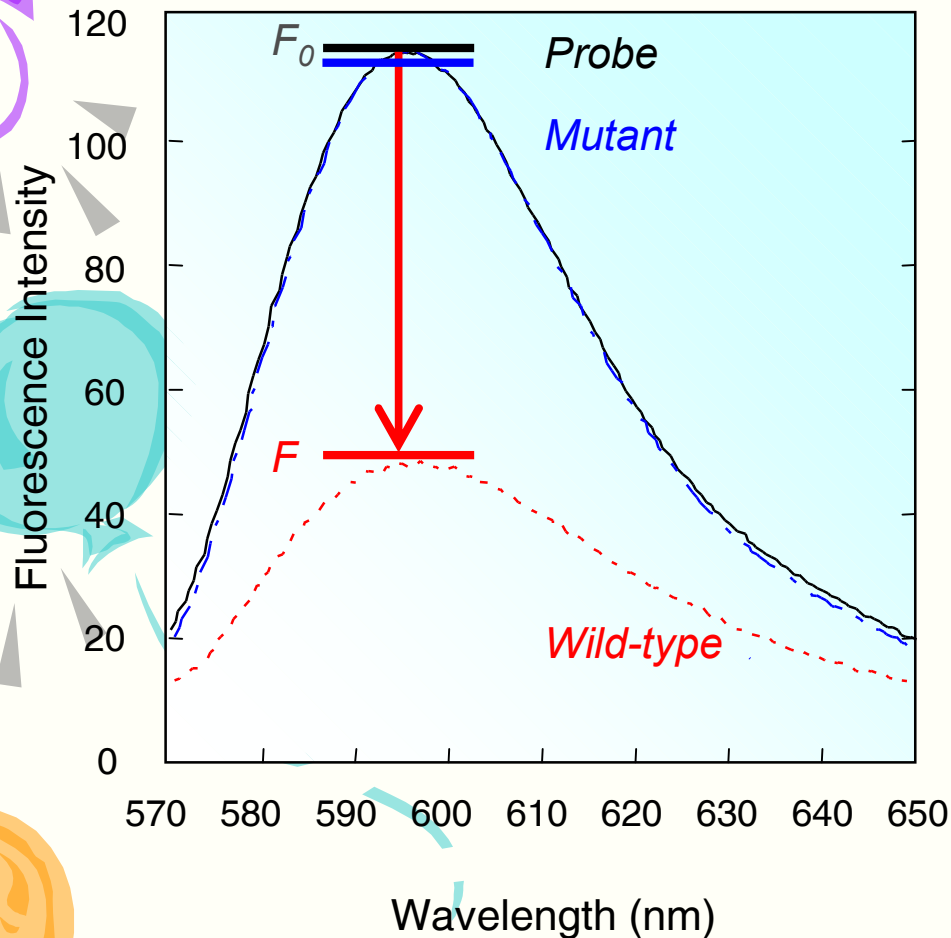 120
100
80
60
40
20
0
Fluorescence Intensity
F0
Probe
Mutant
F
Wild-type
570 580 590 600 610 620 630 640 650
Wavelength (nm)